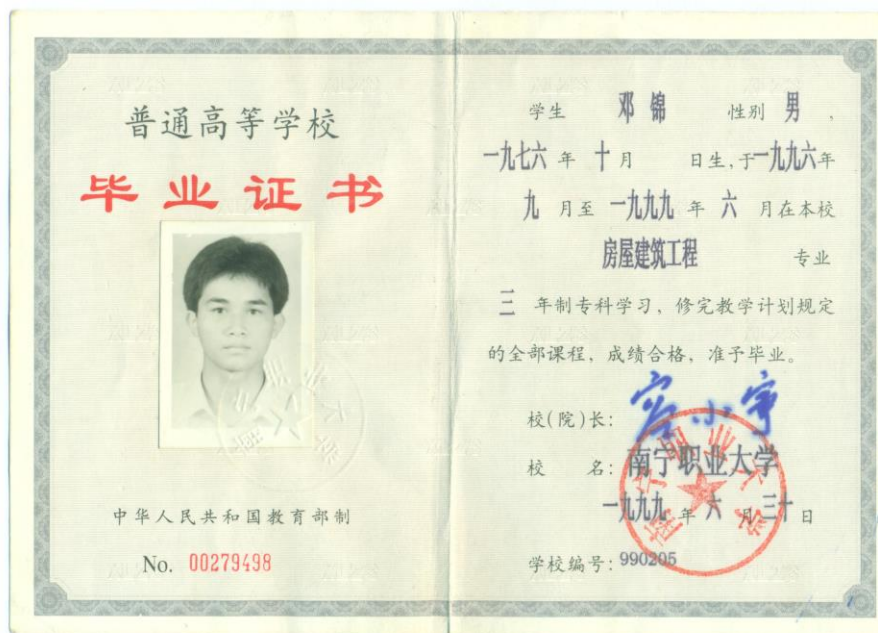 普通高等学校
毕业证书
中华人民共和国教育部制
No. 00279498
学生 邓锦 性别 男,
一九七六年十月 日生,于一九九六年
九月至一九九九年六月在本校
房屋建筑工程 专业
三年制专科学习,修完教学计划规定
的全部课程,成绩合格,准予毕业。
校(院)长:
校 名:南宁职业大学
一九九九年六月三十日
学校编号:990205
南宁职业大学